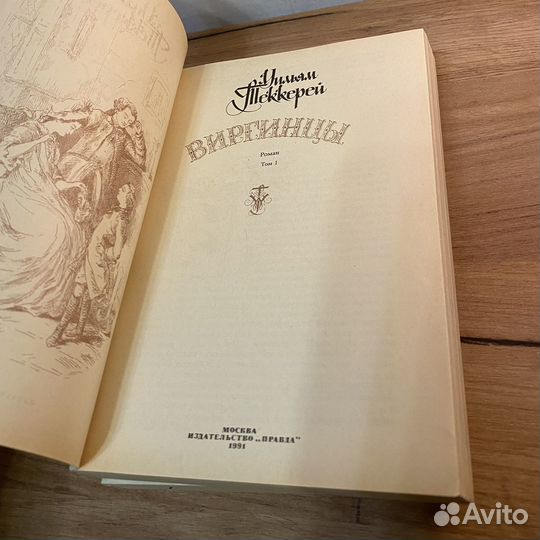 Уильям
Теккерей
ВИРГИНЦЫ
Роман
Том 1
МОСКВА
ИЗДАТЕЛЬСТВО „ПРАВДА“
1991
Avito